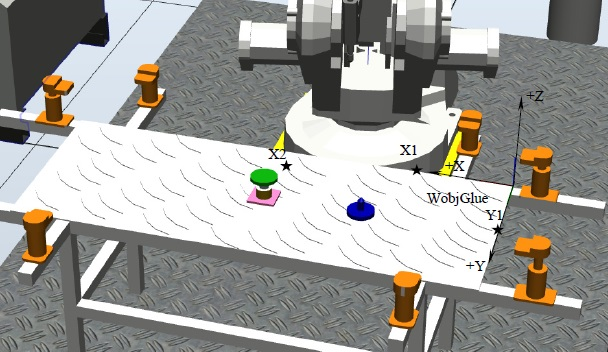 +Z
X1
X2
+X
WobjGlue
Y1
+Y